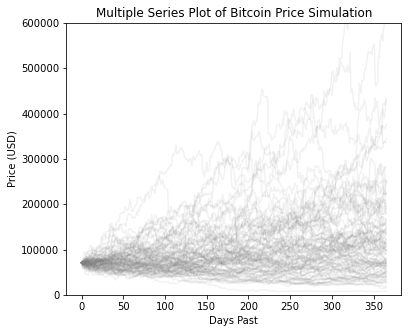 Multiple Series Plot of Bitcoin Price Simulation
600000
500000
400000
300000
200000
100000
0
Price (USD)
0 50 100 150 200 250 300 350
Days Past